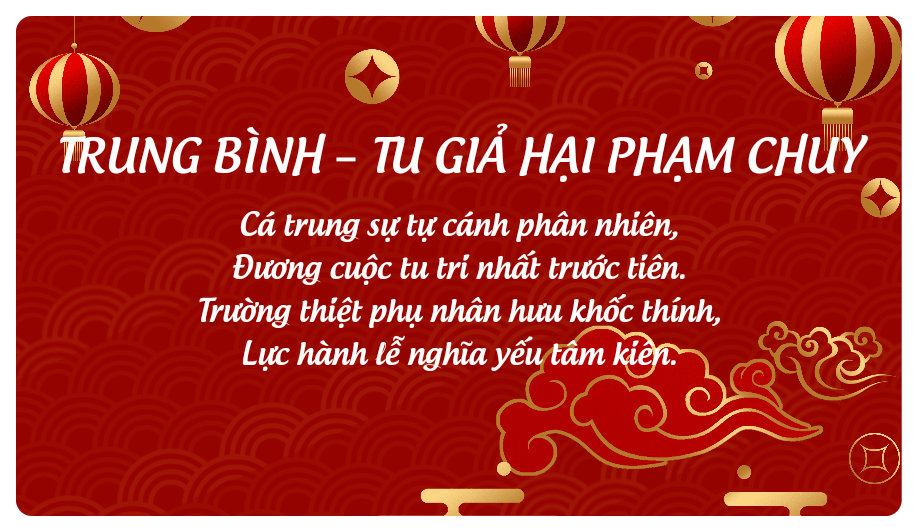 TRUNG BÌNH – TU GIẢ HẠI PHẠM CHUY
Cá trung sự tự cánh phân nhiên,
Đương cuộc tu tri nhất trước tiên.
Trường thiệt phụ nhân hưu khốc thính,
Lực hành lễ nghĩa yếu tâm kiên.